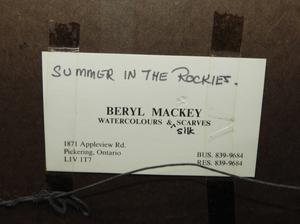 SUMMER IN THE ROCKIES.
BERYL MACKEY
WATERCOLOURS & silk SCARVES
1871 Appleview Rd.
Pickering, Ontario
L1V 1T7
BUS. 839-9684
RES. 839-9684